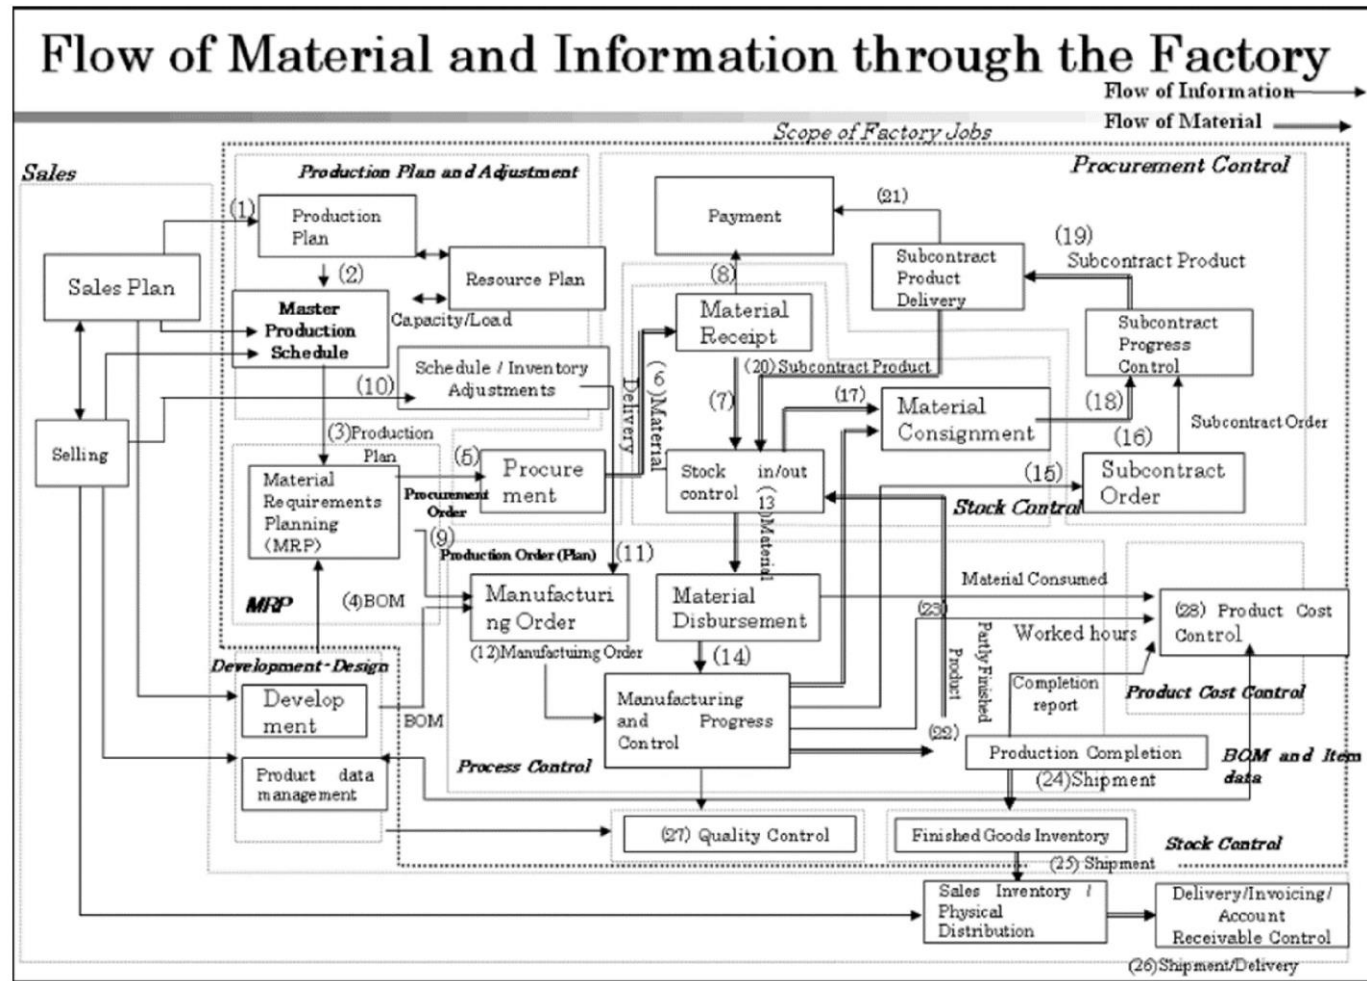 Flow of Material and Information through the Factory
Flow of Information
Flow of Material
Scope of Factory Jobs
Sales
Production Plan and Adjustment
Procurement Control
(1)
Production
Plan
Payment
(21)
(19)
Subcontract Product
Sales Plan
(2)
Resource Plan
(8)
Subcontract
Product
Delivery
Master
Production
Schedule
Capacity/Load
Material
Receipt
Subcontract
Progress
Control
Schedule / Inventory
Adjustments
(10)
Delivery
(6)Material
(20) Subcontract Product
(7)
(17)
Material
Consignment
(18)
Subcontract Order
(16)
Selling
(3)Production
Plan
(5)
Procure
ment
Stock in/out
control
(13)Material
(15)
Subcontract
Order
Material
Requirements
Planning
(MRP)
Procurement
Order
Stock Control
(9)
Production Order (Plan)
(11)
MRP
(4)BOM
Manufacturi
ng Order
Material
Disbursement
Material Consumed
(23)
Worked hours
(28) Product Cost
Control
(12)Manufactuirng Order
(14)
Partly Finished
Product
Development-Design
Develop
ment
BOM
Manufacturing
and Progress
Control
Completion
report
Product Cost Control
(22)
Process Control
Production Completion
BOM and Item
data
Product data
management
(24)Shipment
(27) Quality Control
Finished Goods Inventory
Stock Control
(25) Shipment
Sales Inventory /
Physical
Distribution
Delivery/Invoicing/
Account
Receivable Control
(26)Shipment/Delivery